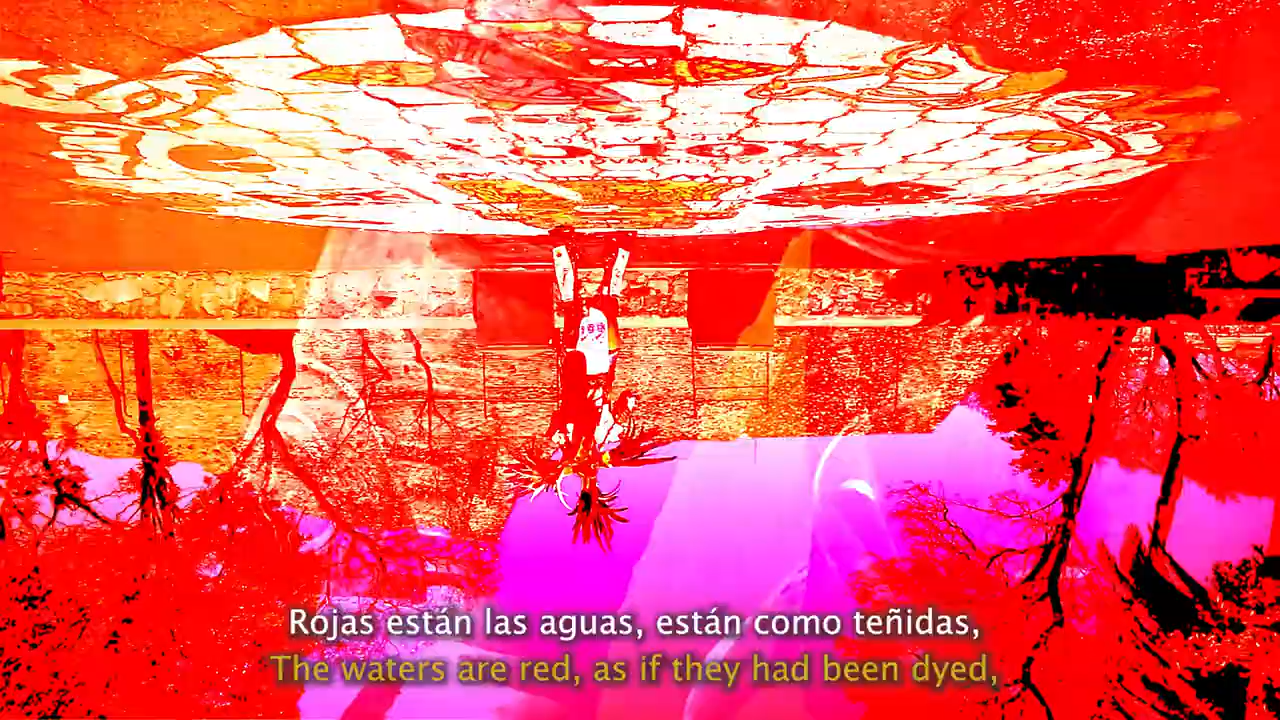 Rojas están las aguas, están como teñidas,
The waters are red, as if they had been dyed,